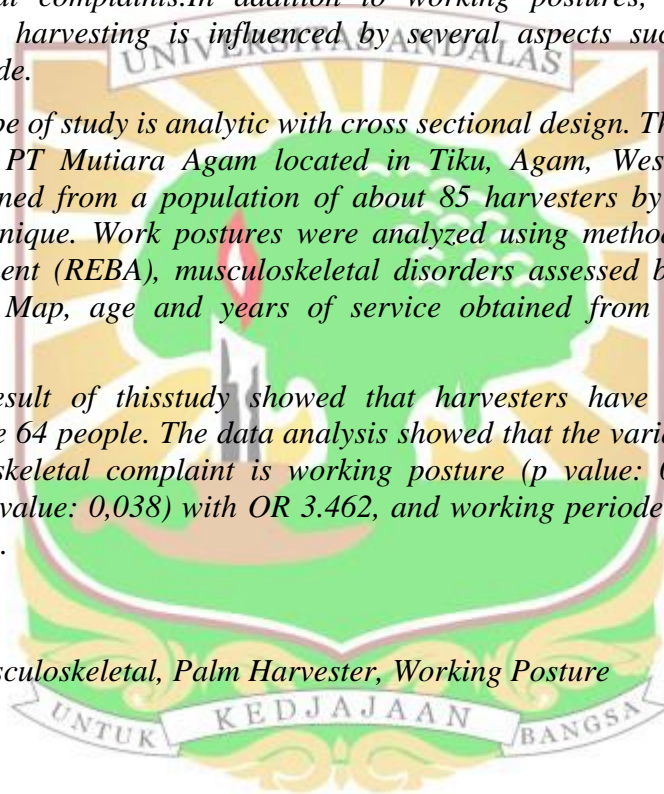 al complaints.In addition to working postures,
harvesting is influenced by several aspects suc
UNIVERSITAS ANDALAS
de.
be of study is analytic with cross sectional design. Th
PT Mutiara Agam located in Tiku, Agam, Wes
ned from a population of about 85 harvesters by
nique. Work postures were analyzed using metho
ent (REBA), musculoskeletal disorders assessed b
Map, age and years of service obtained from
esult of thisstudy showed that harvesters have
e 64 people. The data analysis showed that the varia
skeletal complaint is working posture (p value: 0
value: 0,038) with OR 3.462, and working periode
.
sculoskeletal, Palm Harvester, Working Posture
UNTUK KEDJAJAAN BANGSA